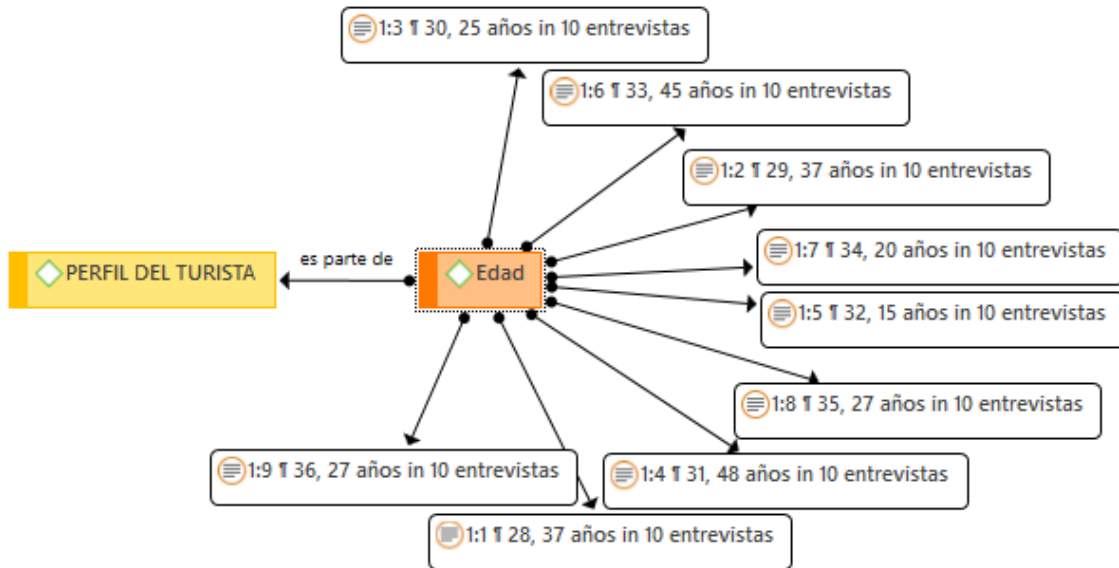 1:3 ¶ 30, 25 años in 10 entrevistas
1:6 ¶ 33, 45 años in 10 entrevistas
1:2 ¶ 29, 37 años in 10 entrevistas
1:7 ¶ 34, 20 años in 10 entrevistas
1:5 ¶ 32, 15 años in 10 entrevistas
PERFIL DEL TURISTA
es parte de
Edad
1:8 ¶ 35, 27 años in 10 entrevistas
1:9 ¶ 36, 27 años in 10 entrevistas
1:4 ¶ 31, 48 años in 10 entrevistas
1:1 ¶ 28, 37 años in 10 entrevistas